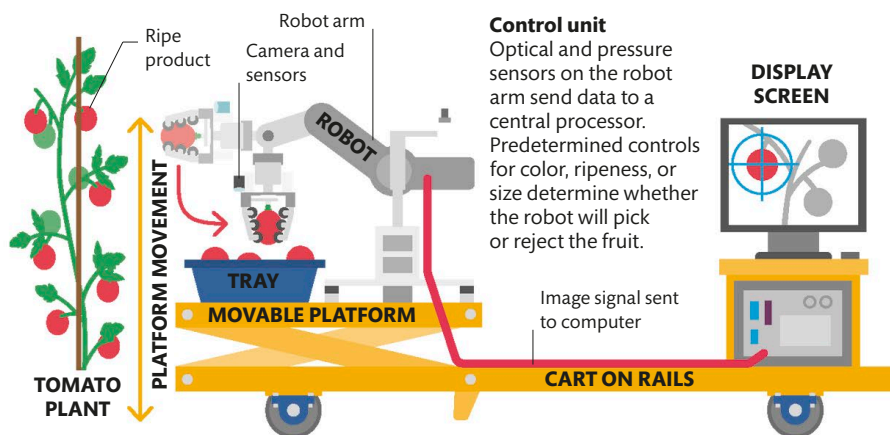 Ripe
product
Robot arm
Camera and
sensors
Control unit
Optical and pressure
sensors on the robot
arm send data to a
central processor.
Predetermined controls
for color, ripeness, or
size determine whether
the robot will pick
or reject the fruit.
DISPLAY
SCREEN
ROBOT
PLATFORM MOVEMENT
TRAY
MOVABLE PLATFORM
Image signal sent
to computer
TOMATO
PLANT
CART ON RAILS